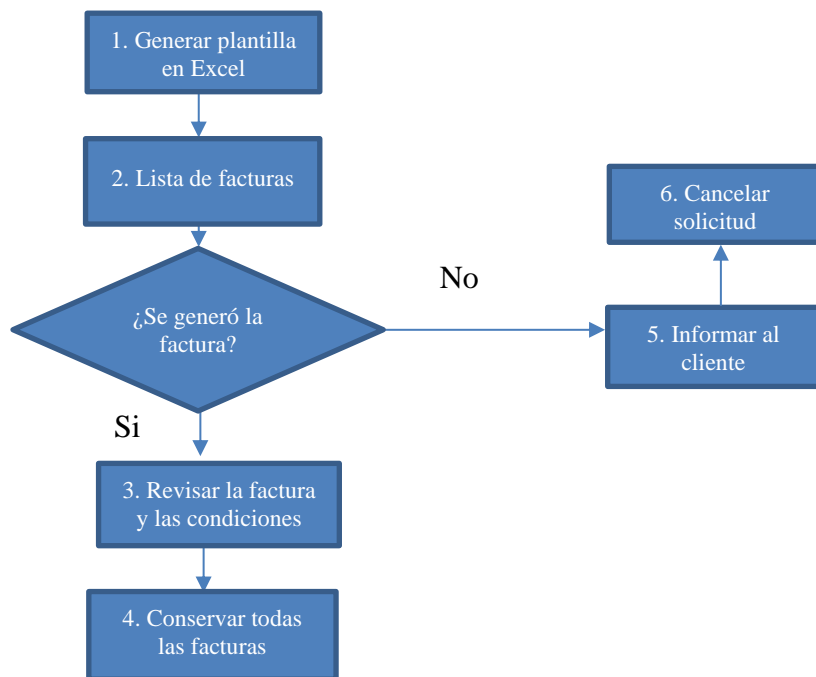 1. Generar plantilla
en Excel
2. Lista de facturas
6. Cancelar
solicitud
No
¿Se generó la
factura?
5. Informar al
cliente
Si
3. Revisar la factura
y las condiciones
4. Conservar todas
las facturas